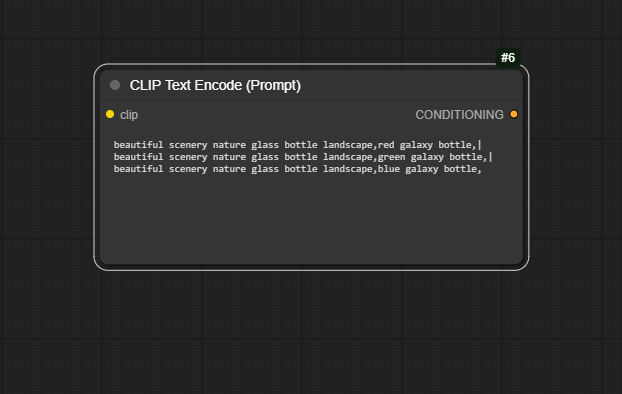 #6
CLIP Text Encode (Prompt)
clip
CONDITIONING
beautiful scenery nature glass bottle landscape,red galaxy bottle,|
beautiful scenery nature glass bottle landscape,green galaxy bottle,|
beautiful scenery nature glass bottle landscape,blue galaxy bottle,